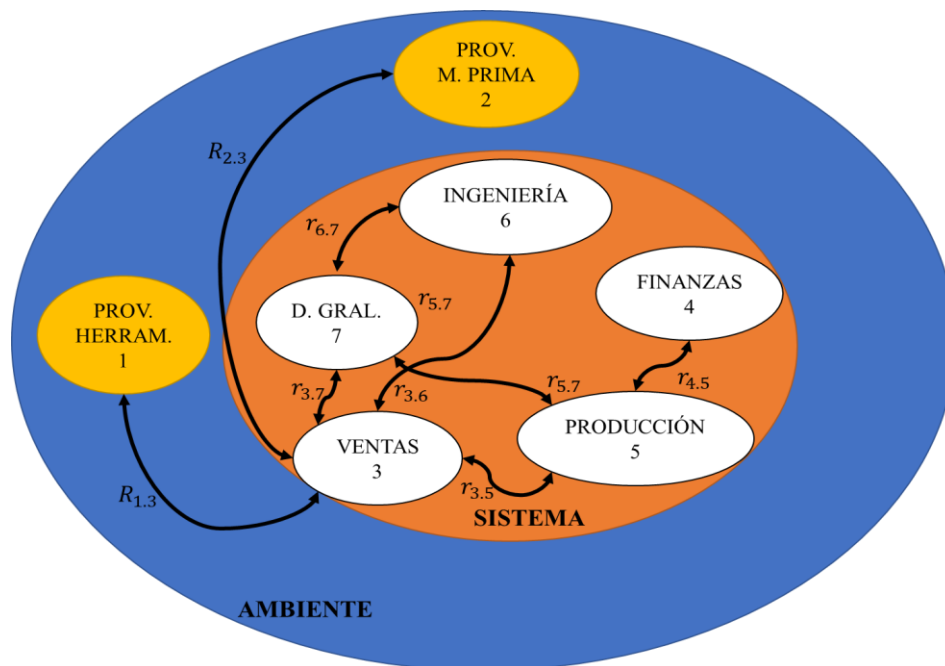 PROV.
M. PRIMA
2
R2.3
INGENIERÍA
6
r6.7
FINANZAS
4
r5.7
D. GRAL.
7
PROV.
HERRAM.
1
r3.7
r3.6
r5.7
r4.5
PRODUCCIÓN
5
VENTAS
3
r3.5
R1.3
SISTEMA
AMBIENTE